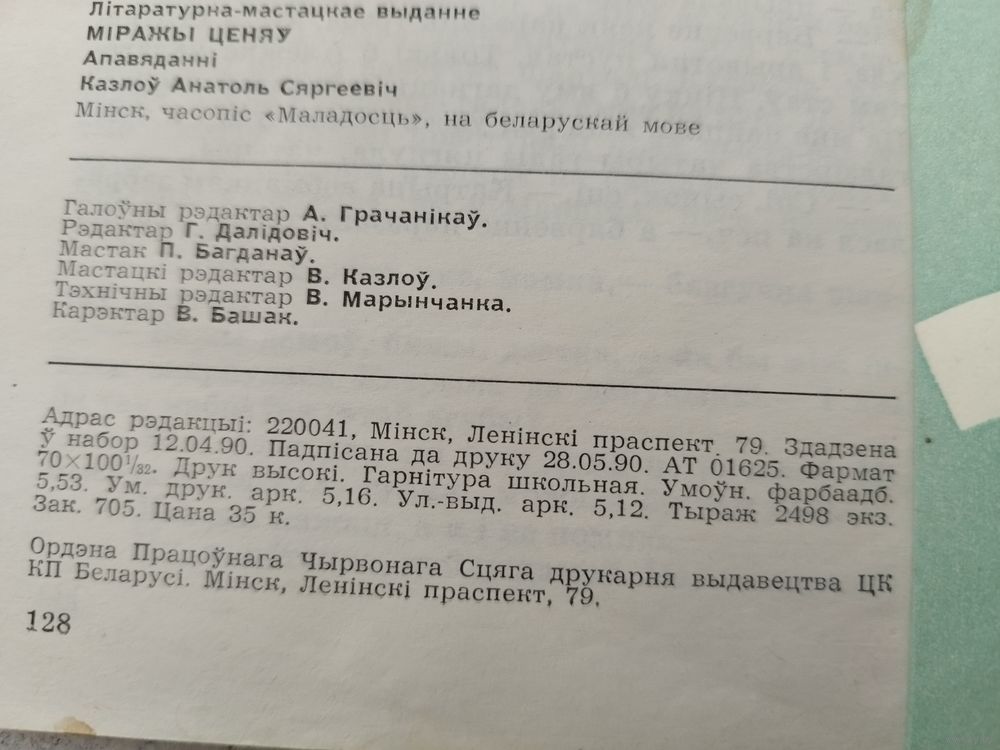 Літаратурна-мастацкае выданне
МІРАЖЫ ЦЕНЯЎ
Апавяданні
Казлоў Анатоль Сяргеевіч
Мінск, часопіс «Маладосць», на беларускай мове
Галоўны рэдактар А. Грачанікаў.
Рэдактар Г. Далідовіч.
Мастак П. Багданаў.
Мастацкі рэдактар В. Казлоў.
Тэхнічны рэдактар В. Марынчанка.
Карэктар В. Башак.
Адрас рэдакцыі: 220041, Мінск, Ленінскі праспект, 79. Здадзена
ў набор 12.04.90. Падпісана да друку 28.05.90. АТ 01625. Фармат
70×100¹/₃₂. Друк высокі. Гарнітура школьная. Умоўн. фарбаадб.
5,53. Ум. друк. арк. 5,16. Ул.-выд. арк. 5,12. Тыраж 2498 экз.
Зак. 705. Цана 35 к.
Ордэна Працоўнага Чырвонага Сцяга друкарня выдавецтва ЦК
КП Беларусі. Мінск, Ленінскі праспект, 79.
128